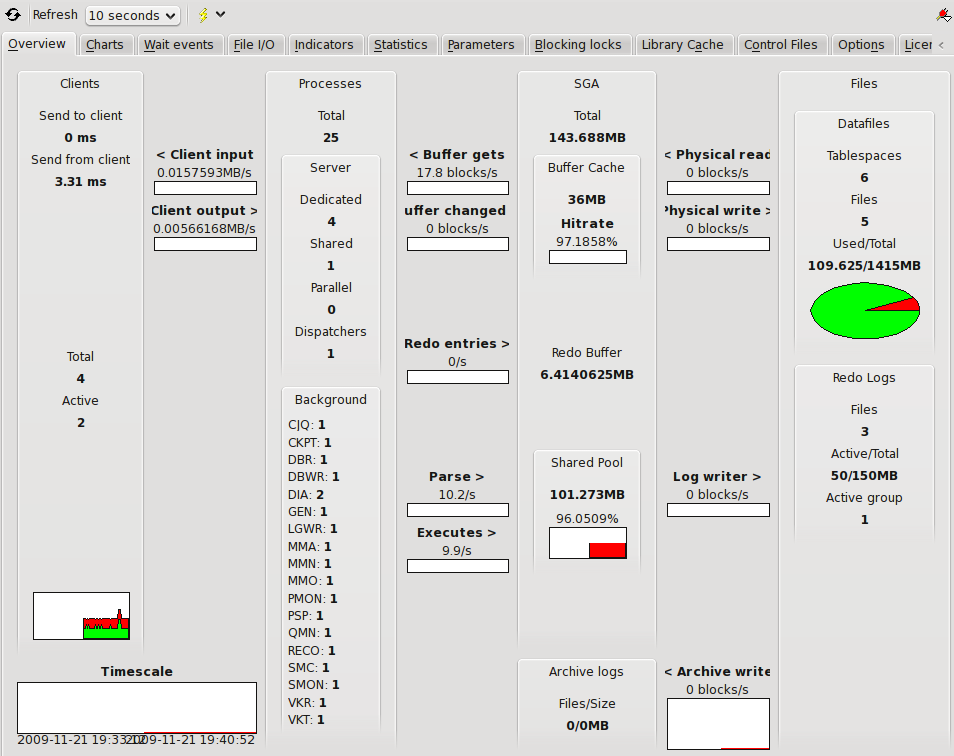 Refresh 10 seconds
Overview Charts Wait events File I/O Indicators Statistics Parameters Blocking locks Library Cache Control Files Options Licer <
Clients
Send to client
0 ms
Send from client
3.31 ms
Total
4
Active
2
< Client input
0.0157593MB/s
Client output >
0.00566168MB/s
Processes
Total
25
Server
Dedicated
4
Shared
1
Parallel
0
Dispatchers
1
Background
CJQ: 1
CKPT: 1
DBR: 1
DBWR: 1
DIA: 2
GEN: 1
LGWR: 1
MMA: 1
MMN: 1
MMO: 1
PMON: 1
PSP: 1
QMN: 1
RECO: 1
SMC: 1
SMON: 1
VKR: 1
VKT: 1
< Buffer gets
17.8 blocks/s
uffer changed
0 blocks/s
Redo entries >
0/s
Parse >
10.2/s
Executes >
9.9/s
SGA
Total
143.688MB
Buffer Cache
36MB
Hitrate
97.1858%
Redo Buffer
6.4140625MB
Shared Pool
101.273MB
96.0509%
Archive logs
Files/Size
0/0MB
< Physical read
0 blocks/s
Physical write >
0 blocks/s
Log writer >
0 blocks/s
< Archive write
0 blocks/s
Files
Datafiles
Tablespaces
6
Files
5
Used/Total
109.625/1415MB
Redo Logs
Files
3
Active/Total
50/150MB
Active group
1
Timescale
2009-11-21 19:33: 2009-11-21 19:40:52